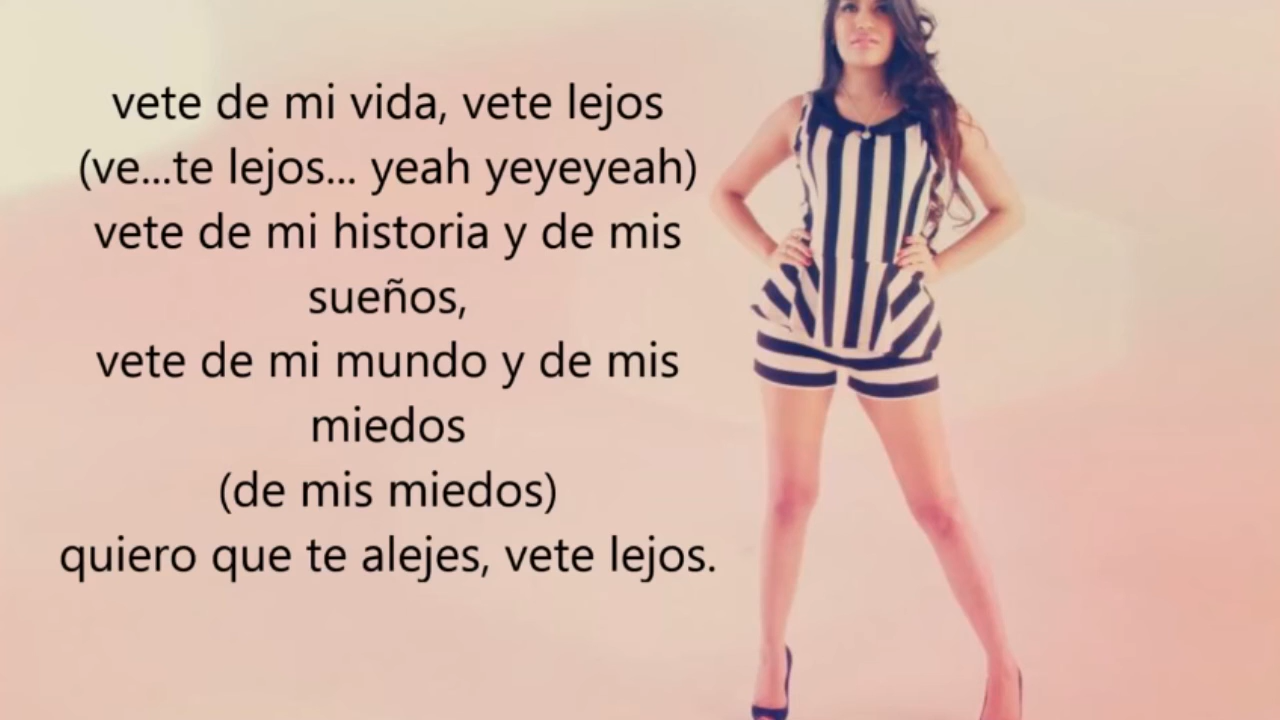 vete de mi vida, vete lejos
(ve...te lejos... yeah yeyeyeah)
vete de mi historia y de mis
sueños,
vete de mi mundo y de mis
miedos
(de mis miedos)
quiero que te alejes, vete lejos.